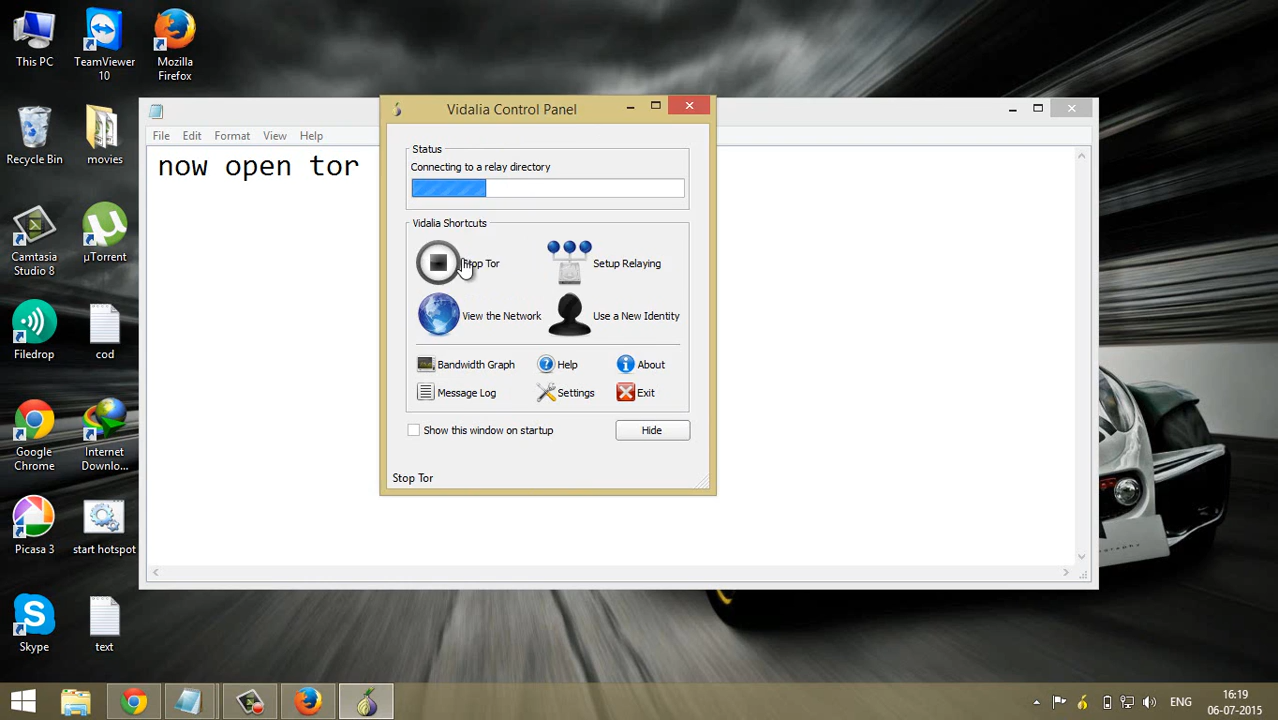 This PC
TeamViewer
10
Mozilla
Firefox
Recycle Bin
movies
Camtasia
Studio 8
µTorrent
Filedrop
cod
Google
Chrome
Internet
Downlo...
Picasa 3
start hotspot
Skype
text
File Edit Format View Help
now open tor
Vidalia Control Panel
Status
Connecting to a relay directory
Vidalia Shortcuts
Stop Tor
Setup Relaying
View the Network
Use a New Identity
Bandwidth Graph
Help
About
Message Log
Settings
Exit
Show this window on startup
Hide
Stop Tor
ENG
16:19
06-07-2015